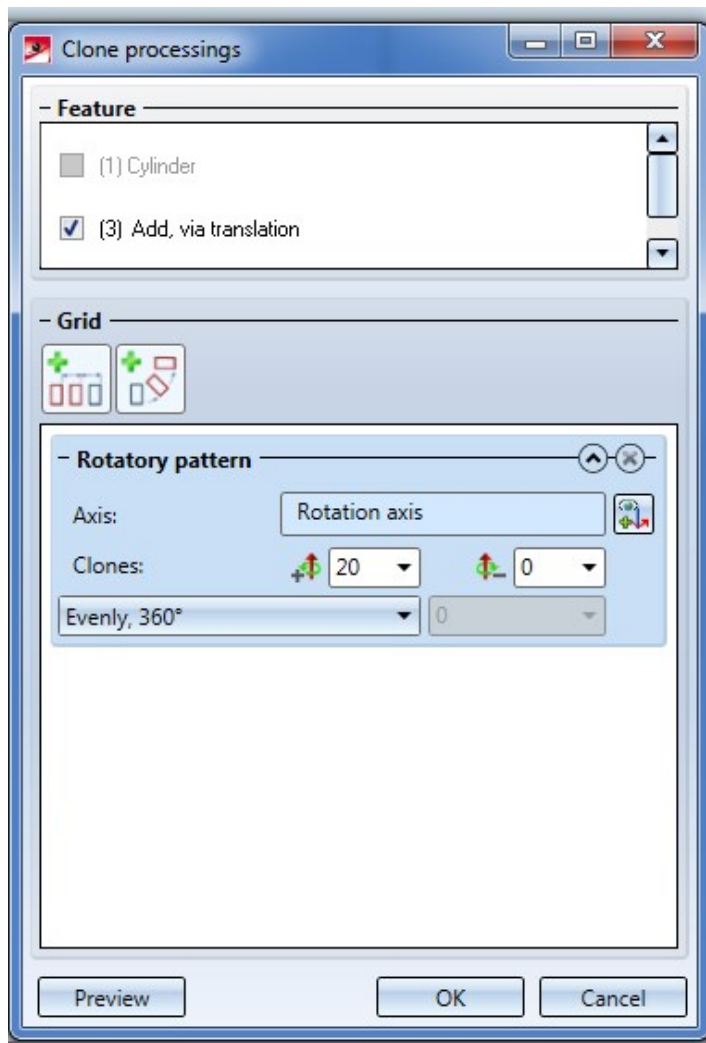 Clone processings
Feature
(1) Cylinder
(3) Add, via translation
Grid
Rotatory pattern
Axis: Rotation axis
Clones: 20 0
Evenly, 360° 0
Preview OK Cancel